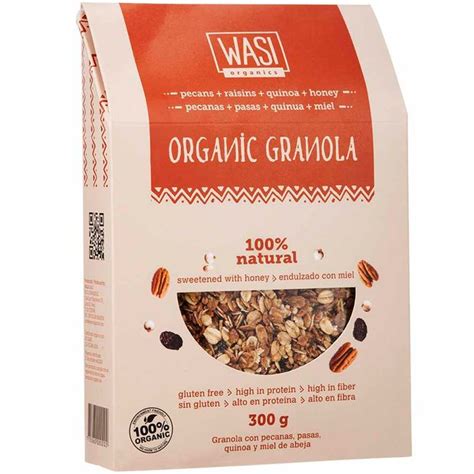 WASI
organics
pecans + raisins + quinoa + honey
pecanas + pasas + quinua + miel
ORGANIC GRANOLA
100%
natural
sweetened with honey > endulzado con miel
gluten free > high in protein > high in fiber
sin gluten > alto en proteína > alto en fibra
300 g
100%
ORGANIC
Granola con pecanas, pasas,
quinoa y miel de abeja